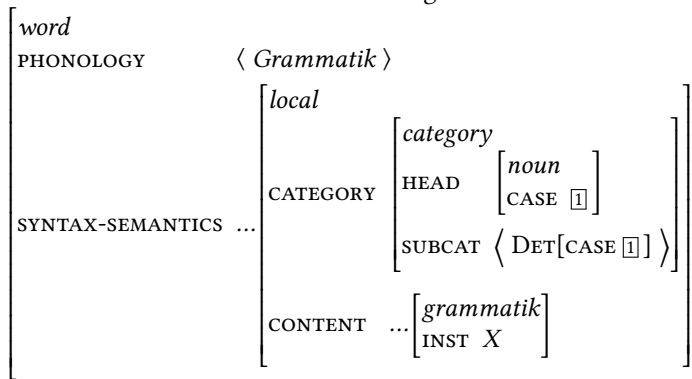 word
PHONOLOGY ⟨ Grammatik ⟩
local
category
noun
HEAD
CASE 1
CATEGORY
SYNTAX-SEMANTICS ...
SUBCAT ⟨ DET[CASE 1] ⟩
grammatik
CONTENT ...
INST X